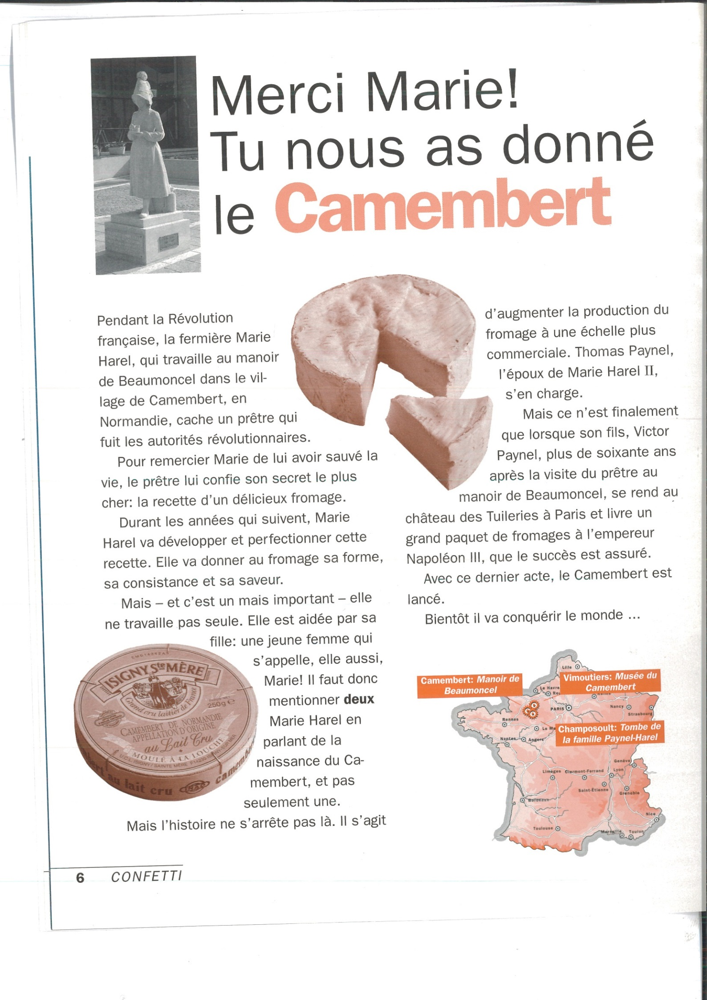 Merci Marie!
Tu nous as donné
le Camembert
Pendant la Révolution
française, la fermière Marie
Harel, qui travaille au manoir
de Beaumoncel dans le vil-
lage de Camembert, en
Normandie, cache un prêtre qui
fuit les autorités révolutionnaires.
Pour remercier Marie de lui avoir sauvé la
vie, le prêtre lui confie son secret le plus
cher: la recette d'un délicieux fromage.
Durant les années qui suivent, Marie
Harel va développer et perfectionner cette
recette. Elle va donner au fromage sa forme,
sa consistance et sa saveur.
Mais – et c'est un mais important – elle
ne travaille pas seule. Elle est aidée par sa
fille: une jeune femme qui
s'appelle, elle aussi,
Marie! Il faut donc
mentionner deux
Marie Harel en
parlant de la
naissance du Ca-
membert, et pas
seulement une.
Mais l'histoire ne s'arrête pas là. Il s'agit
d'augmenter la production du
fromage à une échelle plus
commerciale. Thomas Paynel,
l'époux de Marie Harel II,
s'en charge.
Mais ce n'est finalement
que lorsque son fils, Victor
Paynel, plus de soixante ans
après la visite du prêtre au
manoir de Beaumoncel, se rend au
château des Tuileries à Paris et livre un
grand paquet de fromages à l'empereur
Napoléon III, que le succès est assuré.
Avec ce dernier acte, le Camembert est
lancé.
Bientôt il va conquérir le monde ...
EMB14342A
ISIGNY Ste MÈRE
Grand cru laitier de France
250g e
CAMEMBERT DE NORMANDIE
APPELLATION D'ORIGINE
au Lait Cru
MOULÉ À LA LOUCHE
U.C.L. ISIGNY/SAINTE MÈRE F14230 ISIGNY-SUR-MER
au lait cru
INAO
Camembert: Manoir de
Beaumoncel
Vimoutiers: Musée du
Camembert
Champosoult: Tombe de
la famille Paynel-Harel
Lille
Le Havre
PARIS
Nancy
Strasbourg
Rennes
Nantes
Angers
Genève
Limoges
Clermont-Ferrand
Lyon
Saint-Étienne
Grenoble
Bordeaux
Nice
Toulouse
Marseille
Toulon
6 CONFETTI